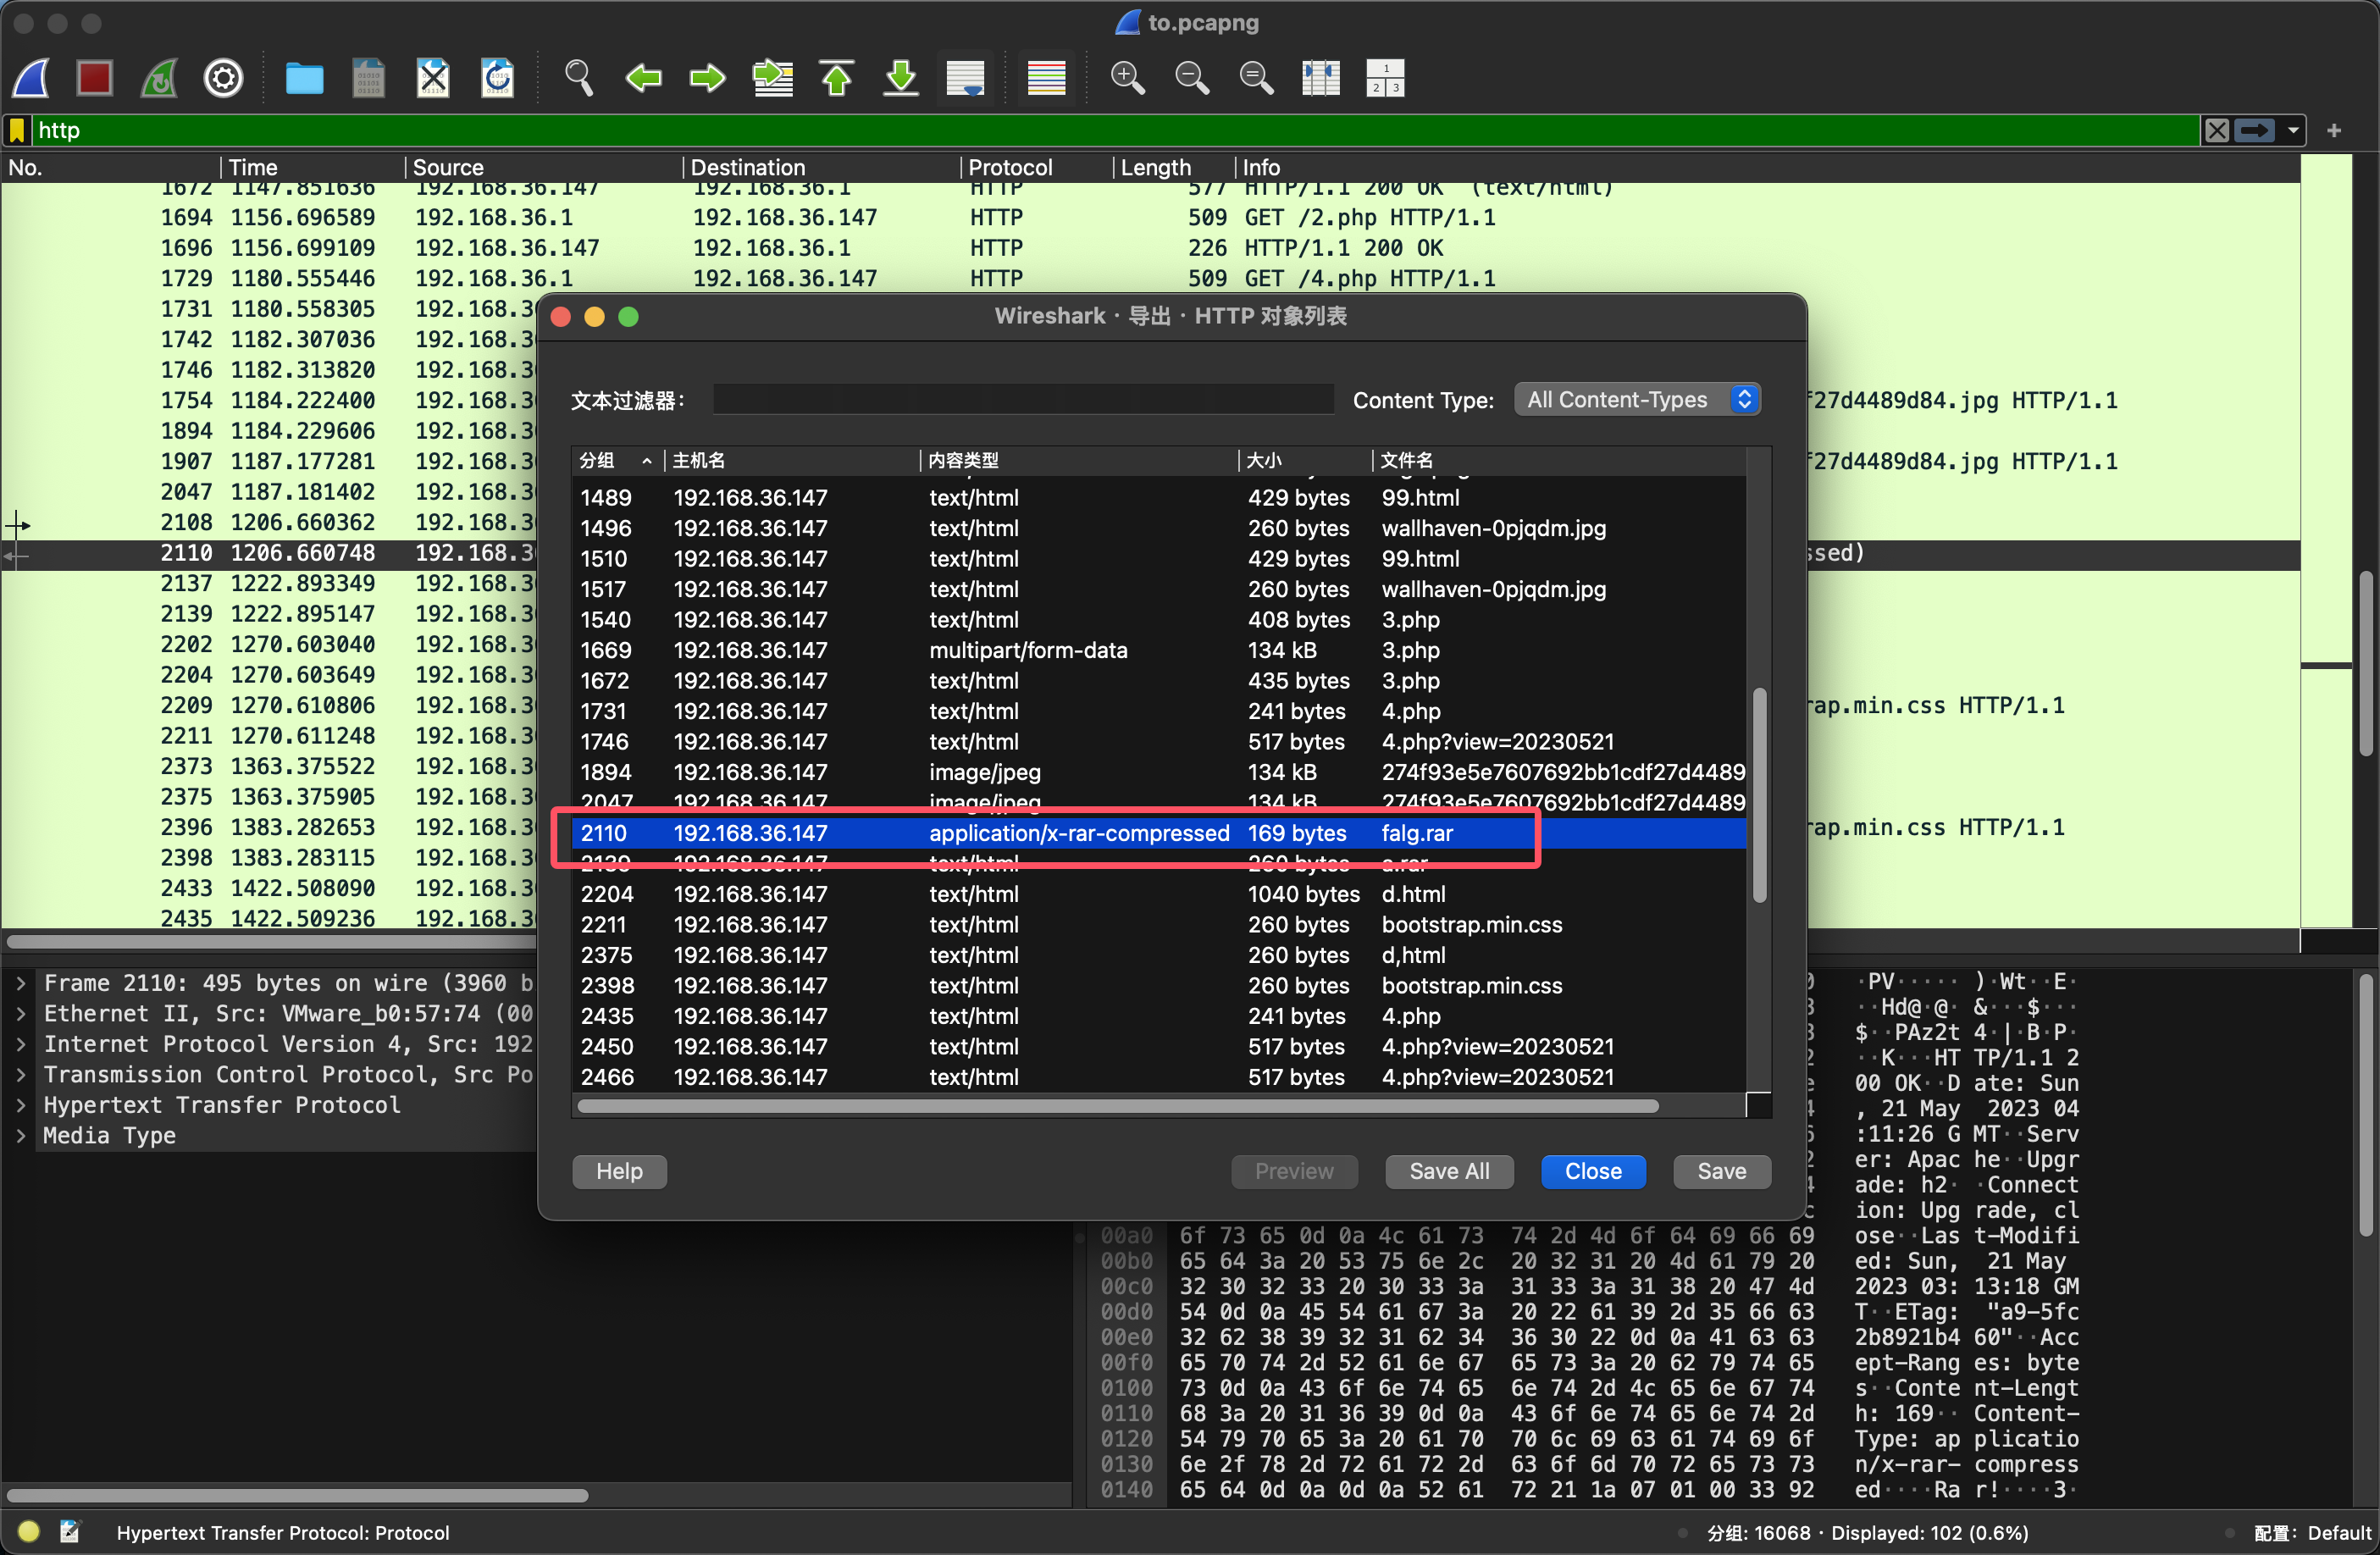 to.pcapng
http
No. Time Source Destination Protocol Length Info
1672 1147.851636 192.168.36.147 192.168.36.1 HTTP 577 HTTP/1.1 200 OK (text/html)
1694 1156.696589 192.168.36.1 192.168.36.147 HTTP 509 GET /2.php HTTP/1.1
1696 1156.699109 192.168.36.147 192.168.36.1 HTTP 226 HTTP/1.1 200 OK
1729 1180.555446 192.168.36.1 192.168.36.147 HTTP 509 GET /4.php HTTP/1.1
1731 1180.558305 192.168.3
1742 1182.307036 192.168.3
1746 1182.313820 192.168.3
1754 1184.222400 192.168.3 f27d4489d84.jpg HTTP/1.1
1894 1184.229606 192.168.3
1907 1187.177281 192.168.3 f27d4489d84.jpg HTTP/1.1
2047 1187.181402 192.168.3
2108 1206.660362 192.168.3
2110 1206.660748 192.168.3 ssed)
2137 1222.893349 192.168.3
2139 1222.895147 192.168.3
2202 1270.603040 192.168.3
2204 1270.603649 192.168.3
2209 1270.610806 192.168.3 rap.min.css HTTP/1.1
2211 1270.611248 192.168.3
2373 1363.375522 192.168.3
2375 1363.375905 192.168.3
2396 1383.282653 192.168.3 rap.min.css HTTP/1.1
2398 1383.283115 192.168.3
2433 1422.508090 192.168.3
2435 1422.509236 192.168.3
Wireshark · 导出 · HTTP 对象列表
文本过滤器： Content Type: All Content-Types
分组 主机名 内容类型 大小 文件名
1489 192.168.36.147 text/html 429 bytes 99.html
1496 192.168.36.147 text/html 260 bytes wallhaven-0pjqdm.jpg
1510 192.168.36.147 text/html 429 bytes 99.html
1517 192.168.36.147 text/html 260 bytes wallhaven-0pjqdm.jpg
1540 192.168.36.147 text/html 408 bytes 3.php
1669 192.168.36.147 multipart/form-data 134 kB 3.php
1672 192.168.36.147 text/html 435 bytes 3.php
1731 192.168.36.147 text/html 241 bytes 4.php
1746 192.168.36.147 text/html 517 bytes 4.php?view=20230521
1894 192.168.36.147 image/jpeg 134 kB 274f93e5e7607692bb1cdf27d4489
2047 192.168.36.147 image/jpeg 134 kB 274f93e5e7607692bb1cdf27d4489
2110 192.168.36.147 application/x-rar-compressed 169 bytes falg.rar
2139 192.168.36.147 text/html 260 bytes a.rar
2204 192.168.36.147 text/html 1040 bytes d.html
2211 192.168.36.147 text/html 260 bytes bootstrap.min.css
2375 192.168.36.147 text/html 260 bytes d,html
2398 192.168.36.147 text/html 260 bytes bootstrap.min.css
2435 192.168.36.147 text/html 241 bytes 4.php
2450 192.168.36.147 text/html 517 bytes 4.php?view=20230521
2466 192.168.36.147 text/html 517 bytes 4.php?view=20230521
Help Preview Save All Close Save
Frame 2110: 495 bytes on wire (3960 b
Ethernet II, Src: VMware_b0:57:74 (00
Internet Protocol Version 4, Src: 192
Transmission Control Protocol, Src Po
Hypertext Transfer Protocol
Media Type
·PV····· )·Wt··E·
··Hd@·@· &···$···
$··PAz2t 4·|·B·P·
··K···HT TP/1.1 2
00 OK··D ate: Sun
, 21 May  2023 04
:11:26 G MT··Serv
er: Apac he··Upgr
ade: h2· ·Connect
ion: Upg rade, cl
00a0 6f 73 65 0d 0a 4c 61 73 74 2d 4d 6f 64 69 66 69 ose··Las t-Modifi
00b0 65 64 3a 20 53 75 6e 2c 20 32 31 20 4d 61 79 20 ed: Sun,  21 May
00c0 32 30 32 33 20 30 33 3a 31 33 3a 31 38 20 47 4d 2023 03: 13:18 GM
00d0 54 0d 0a 45 54 61 67 3a 20 22 61 39 2d 35 66 63 T··ETag:  "a9-5fc
00e0 32 62 38 39 32 31 62 34 36 30 22 0d 0a 41 63 63 2b8921b4 60"··Acc
00f0 65 70 74 2d 52 61 6e 67 65 73 3a 20 62 79 74 65 ept-Rang es: byte
0100 73 0d 0a 43 6f 6e 74 65 6e 74 2d 4c 65 6e 67 74 s··Conte nt-Lengt
0110 68 3a 20 31 36 39 0d 0a 43 6f 6e 74 65 6e 74 2d h: 169·· Content-
0120 54 79 70 65 3a 20 61 70 70 6c 69 63 61 74 69 6f Type: ap plicatio
0130 6e 2f 78 2d 72 61 72 2d 63 6f 6d 70 72 65 73 73 n/x-rar- compress
0140 65 64 0d 0a 0d 0a 52 61 72 21 1a 07 01 00 33 92 ed····Ra r!····3·
Hypertext Transfer Protocol: Protocol 分组: 16068 · Displayed: 102 (0.6%) 配置： Default